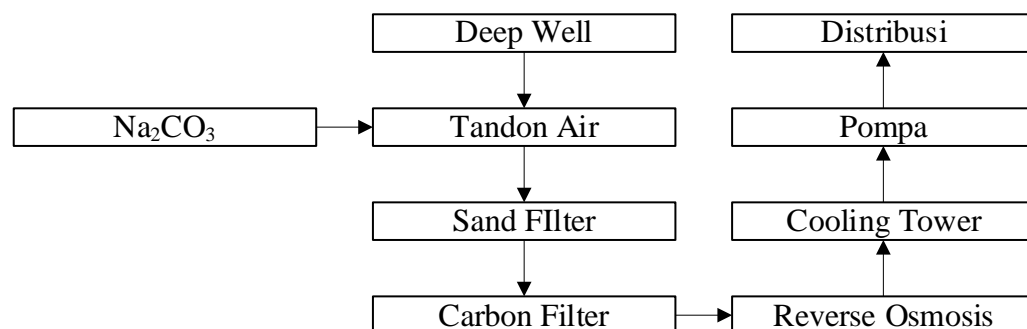 Deep Well
Distribusi
Na₂CO₃
Tandon Air
Pompa
Sand FIlter
Cooling Tower
Carbon Filter
Reverse Osmosis